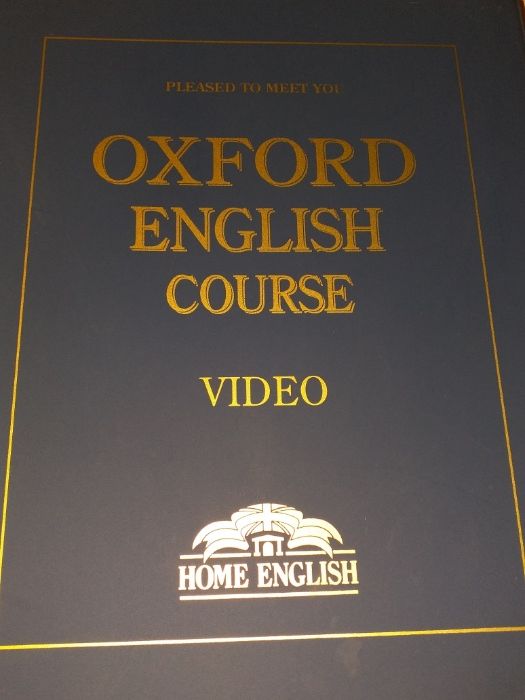 PLEASED TO MEET YOU
OXFORD
ENGLISH
COURSE
VIDEO
HOME ENGLISH